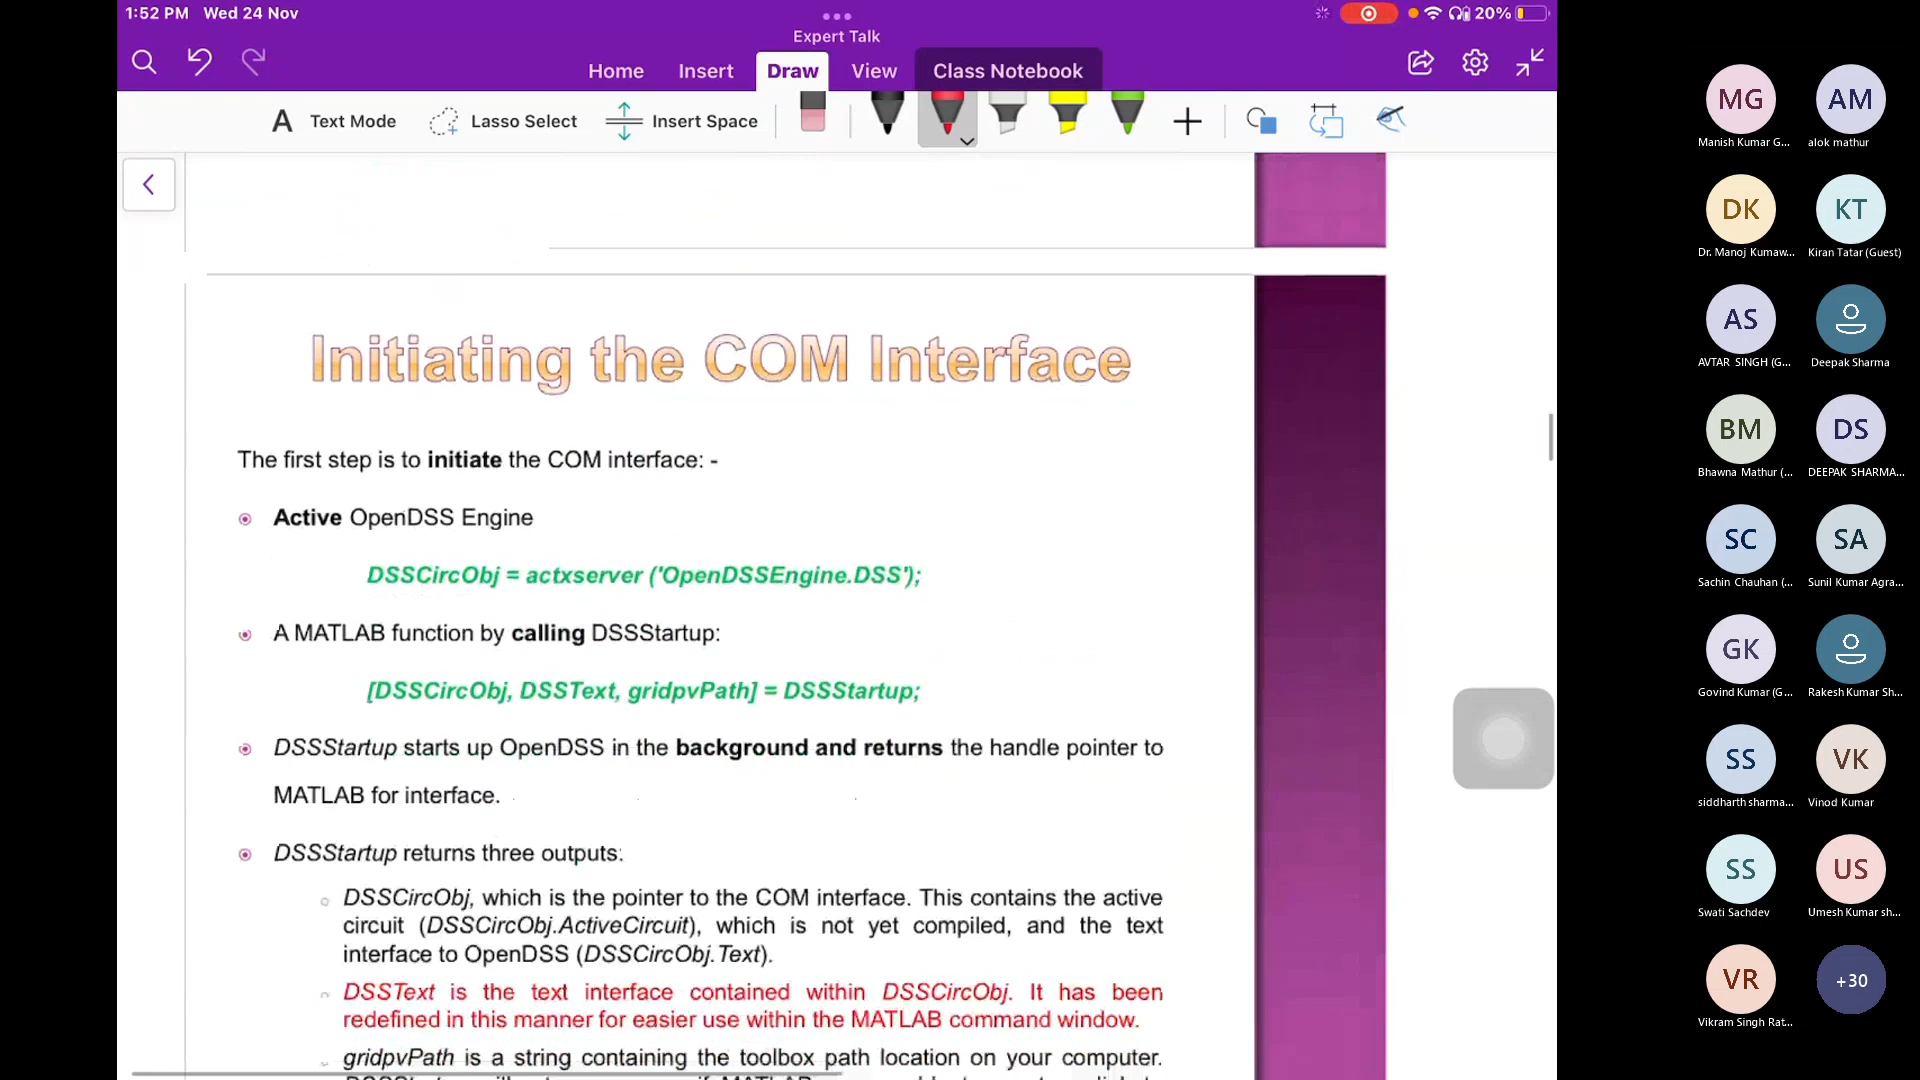 1:52 PM Wed 24 Nov
20%
Expert Talk
Home Insert Draw View Class Notebook
A Text Mode Lasso Select Insert Space
Initiating the COM Interface
The first step is to initiate the COM interface: -
Active OpenDSS Engine
DSSCircObj = actxserver ('OpenDSSEngine.DSS');
A MATLAB function by calling DSSStartup:
[DSSCircObj, DSSText, gridpvPath] = DSSStartup;
DSSStartup starts up OpenDSS in the background and returns the handle pointer to
MATLAB for interface.
DSSStartup returns three outputs:
DSSCircObj, which is the pointer to the COM interface. This contains the active
circuit (DSSCircObj.ActiveCircuit), which is not yet compiled, and the text
interface to OpenDSS (DSSCircObj.Text).
DSSText is the text interface contained within DSSCircObj. It has been
redefined in this manner for easier use within the MATLAB command window.
gridpvPath is a string containing the toolbox path location on your computer.
MG AM
Manish Kumar G... alok mathur
DK KT
Dr. Manoj Kumaw... Kiran Tatar (Guest)
AS
AVTAR SINGH (G... Deepak Sharma
BM DS
Bhawna Mathur (... DEEPAK SHARMA...
SC SA
Sachin Chauhan (... Sunil Kumar Agra...
GK
Govind Kumar (G... Rakesh Kumar Sh...
SS VK
siddharth sharma... Vinod Kumar
SS US
Swati Sachdev Umesh Kumar sh...
VR +30
Vikram Singh Rat...